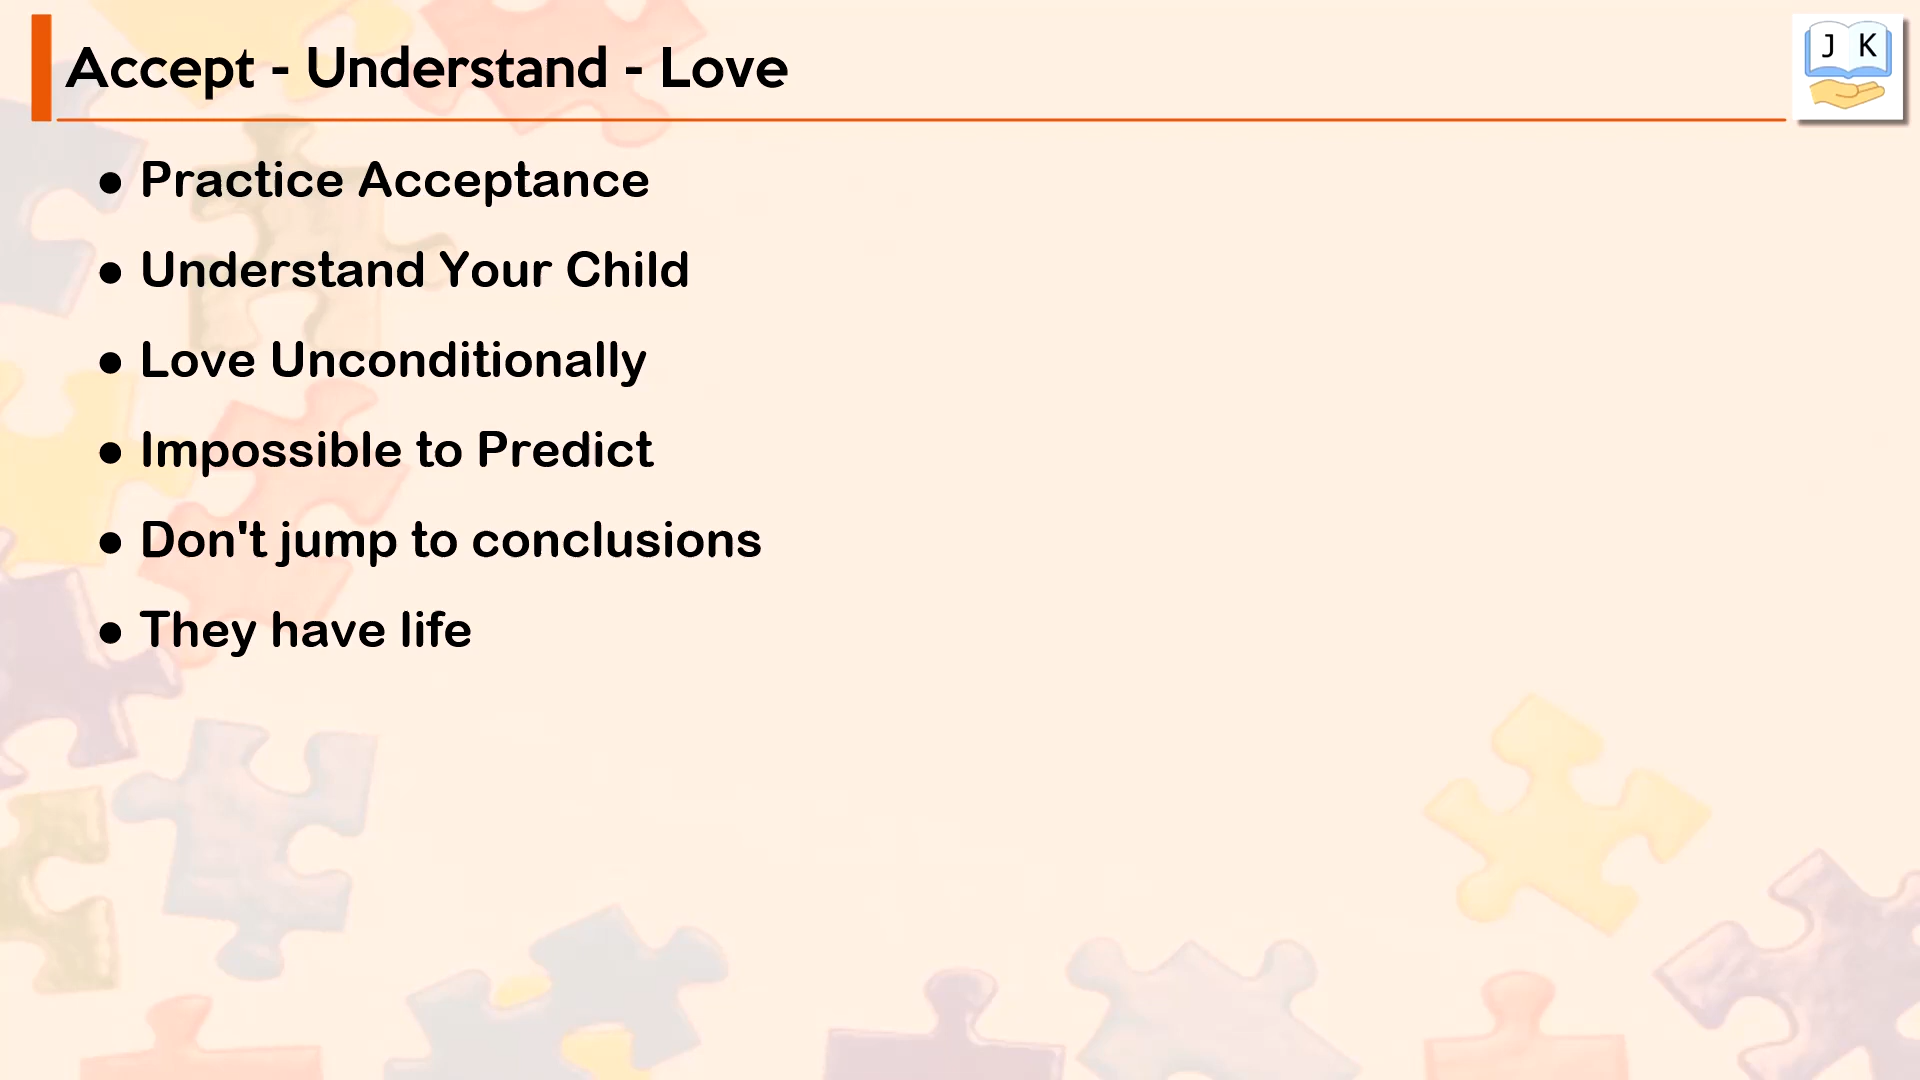 Accept - Understand - Love
J K
● Practice Acceptance
● Understand Your Child
● Love Unconditionally
● Impossible to Predict
● Don't jump to conclusions
● They have life